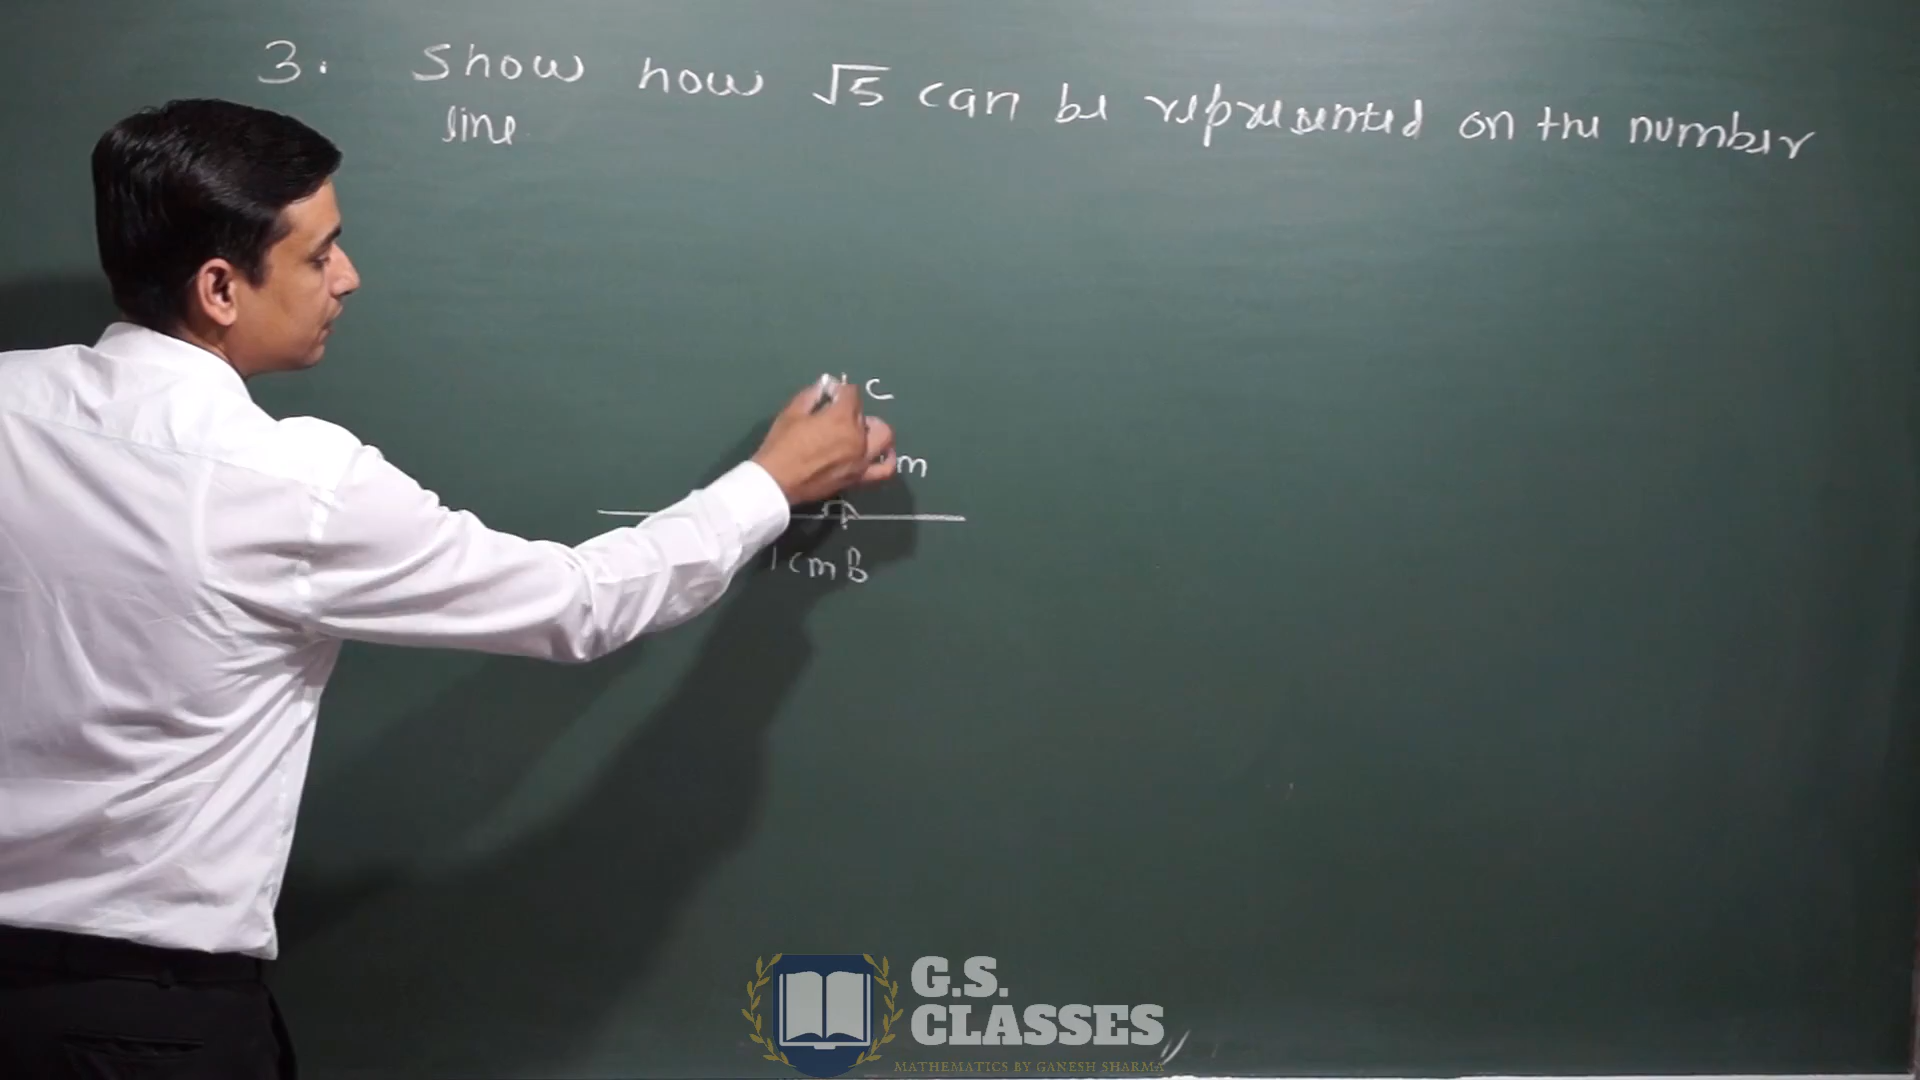 3. Show how √5 can be represented on the number
line
C
m
1cm B
G.S.
CLASSES
MATHEMATICS BY GANESH SHARMA